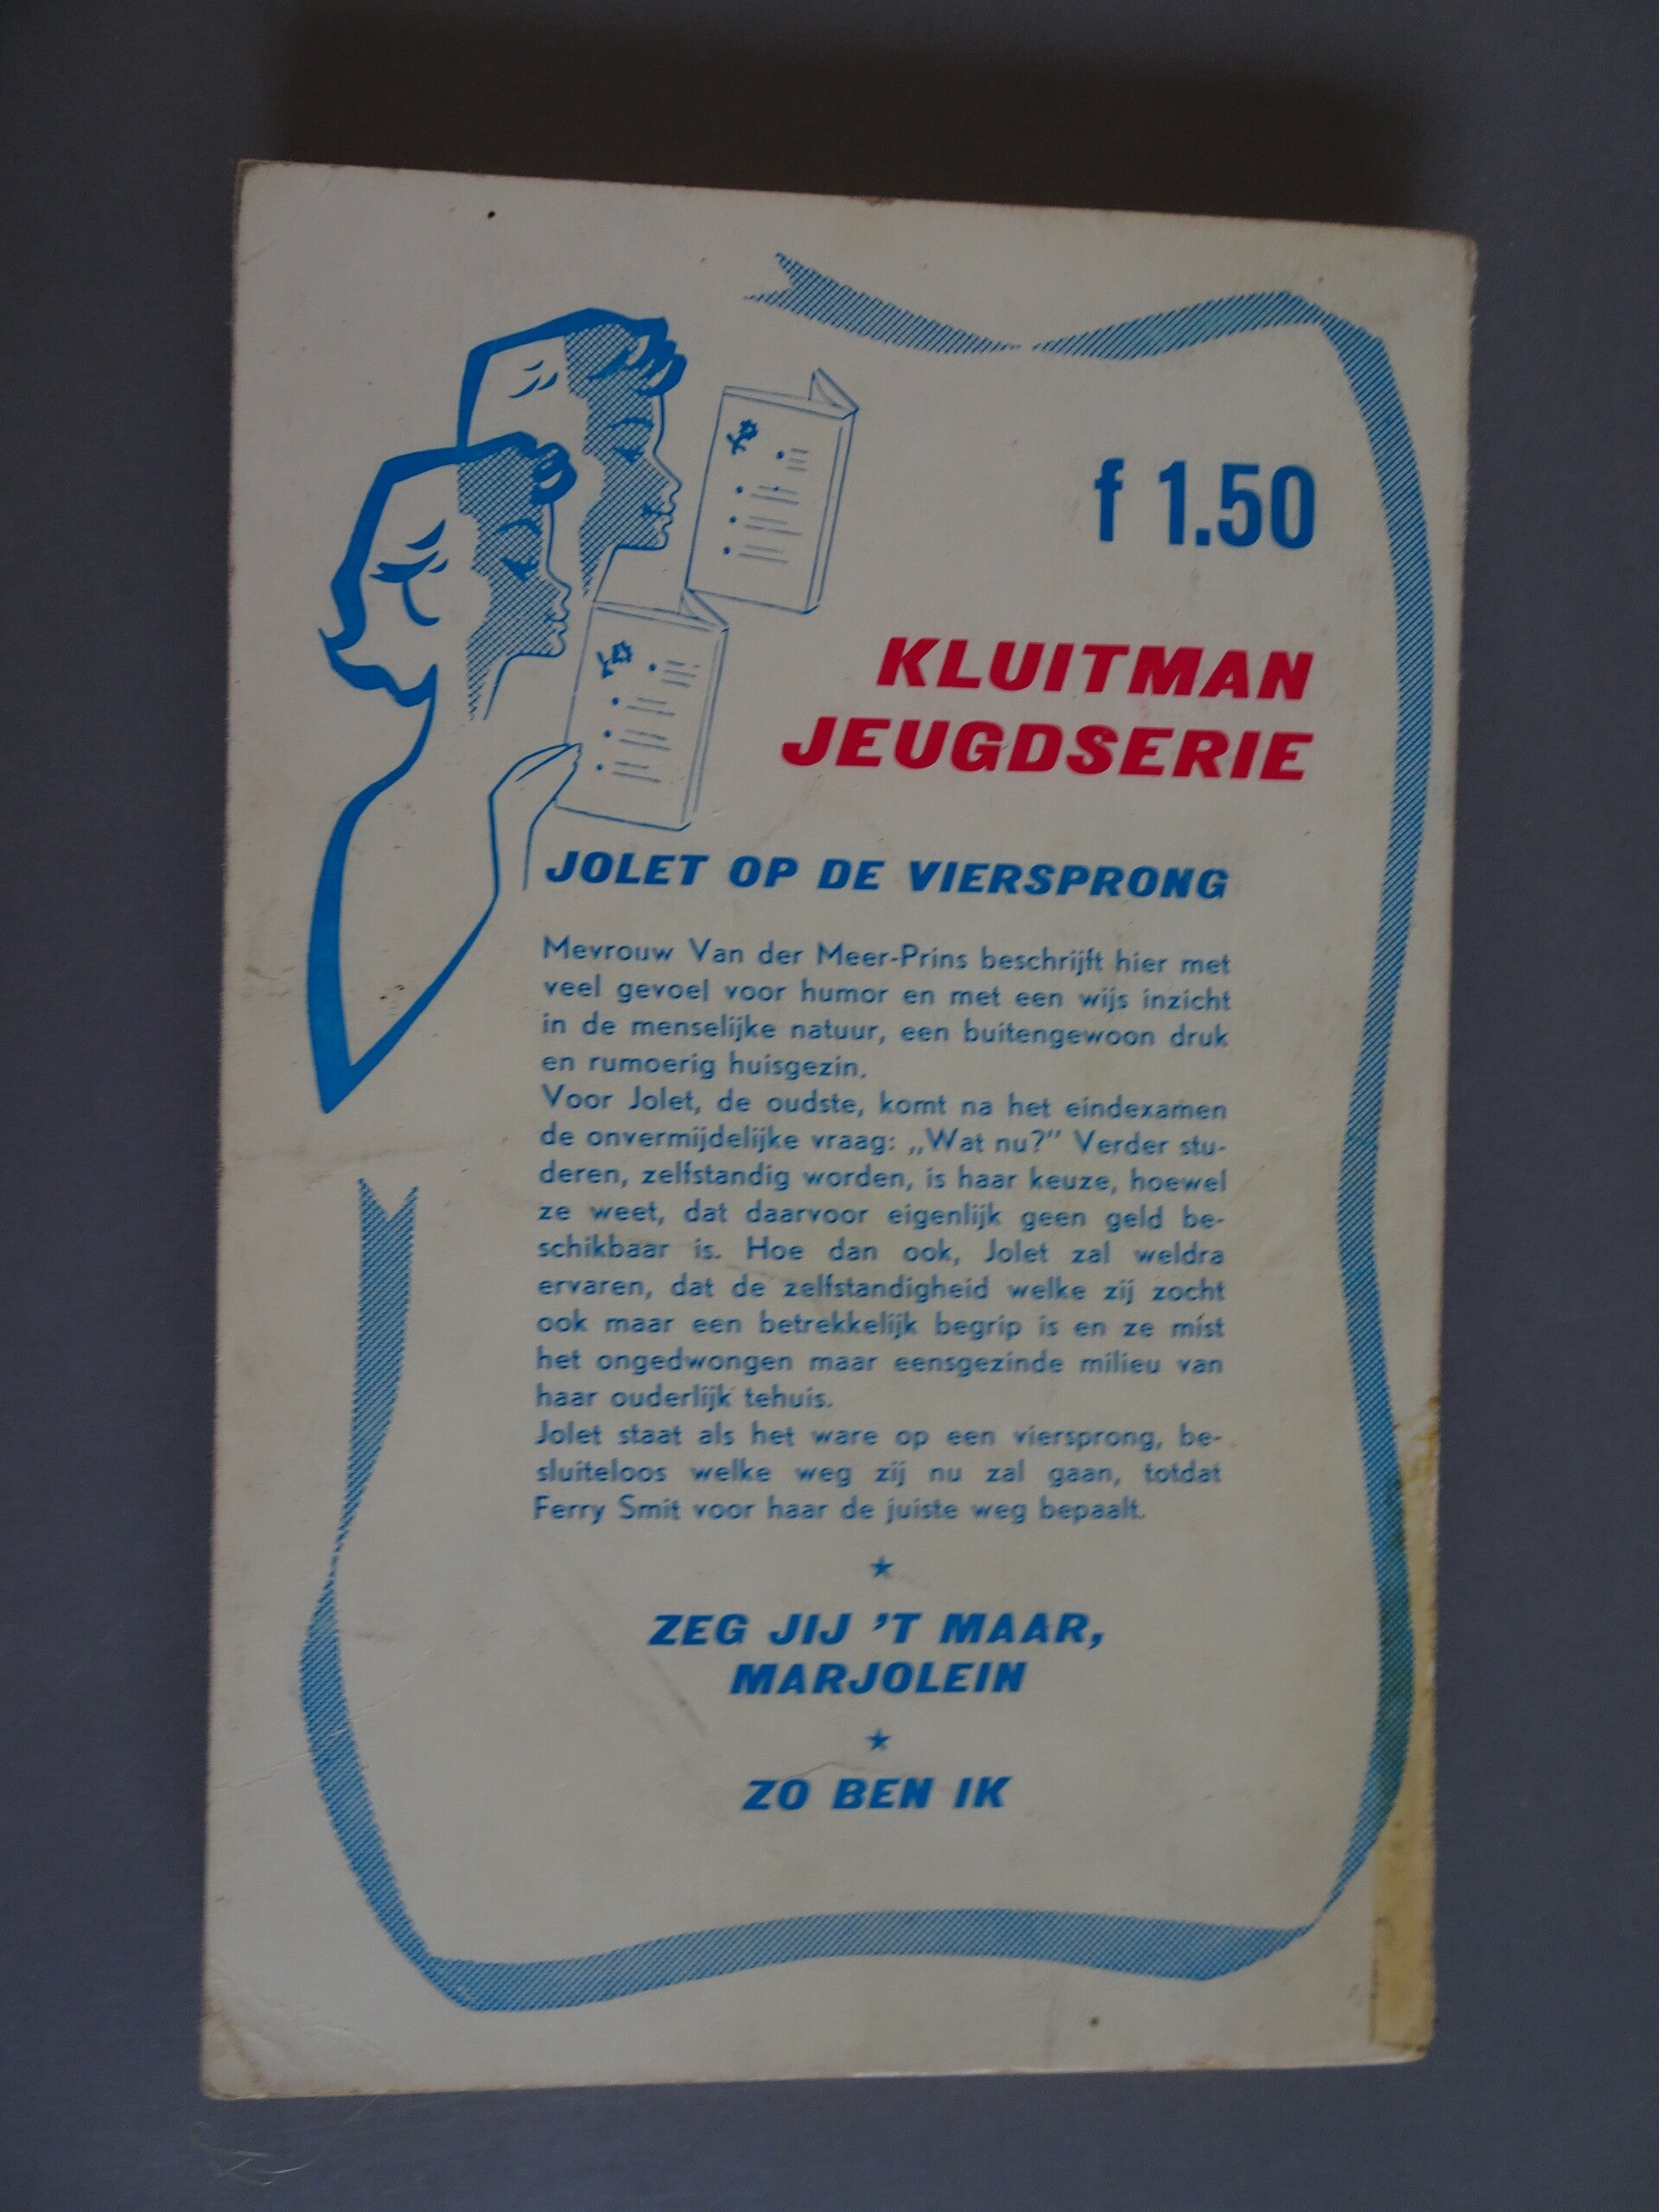 f 1.50
KLUITMAN
JEUGDSERIE
JOLET OP DE VIERSPRONG
Mevrouw Van der Meer-Prins beschrijft hier met
veel gevoel voor humor en met een wijs inzicht
in de menselijke natuur, een buitengewoon druk
en rumoerig huisgezin.
Voor Jolet, de oudste, komt na het eindexamen
de onvermijdelijke vraag: „Wat nu?” Verder stu-
deren, zelfstandig worden, is haar keuze, hoewel
ze weet, dat daarvoor eigenlijk geen geld be-
schikbaar is. Hoe dan ook, Jolet zal weldra
ervaren, dat de zelfstandigheid welke zij zocht
ook maar een betrekkelijk begrip is en ze mist
het ongedwongen maar eensgezinde milieu van
haar ouderlijk tehuis.
Jolet staat als het ware op een viersprong, be-
sluiteloos welke weg zij nu zal gaan, totdat
Ferry Smit voor haar de juiste weg bepaalt.
★
ZEG JIJ ’T MAAR,
MARJOLEIN
★
ZO BEN IK